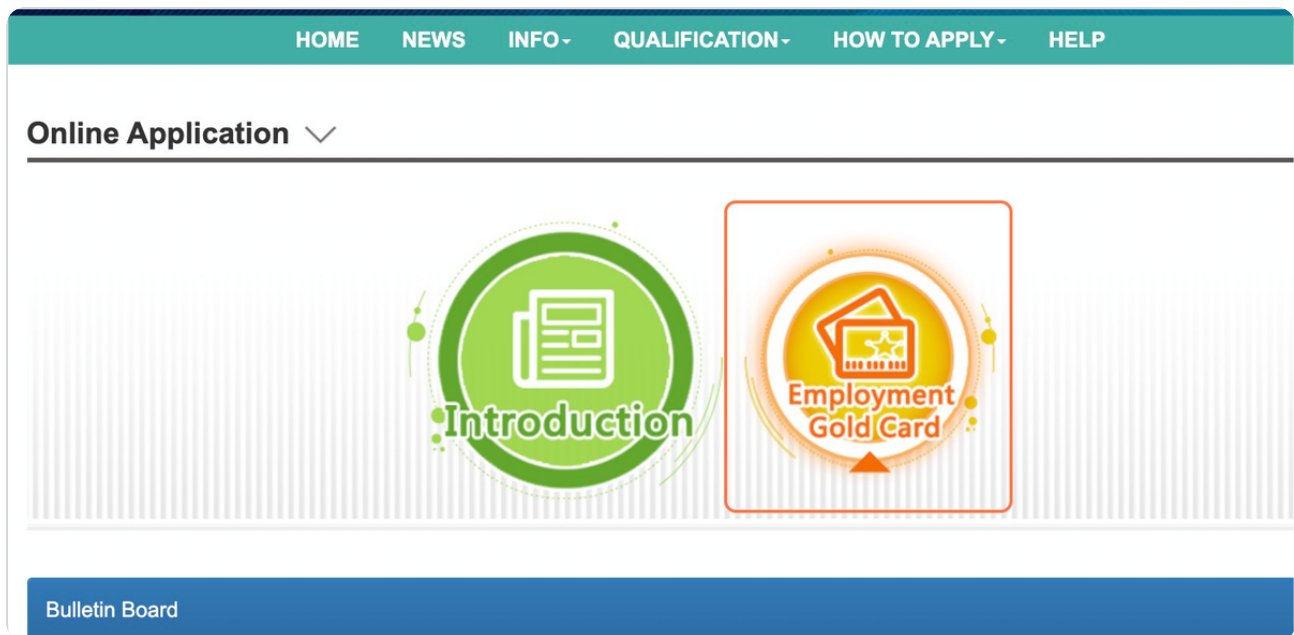 HOME NEWS INFO QUALIFICATION HOW TO APPLY HELP
Online Application
Introduction
Employment
Gold Card
Bulletin Board